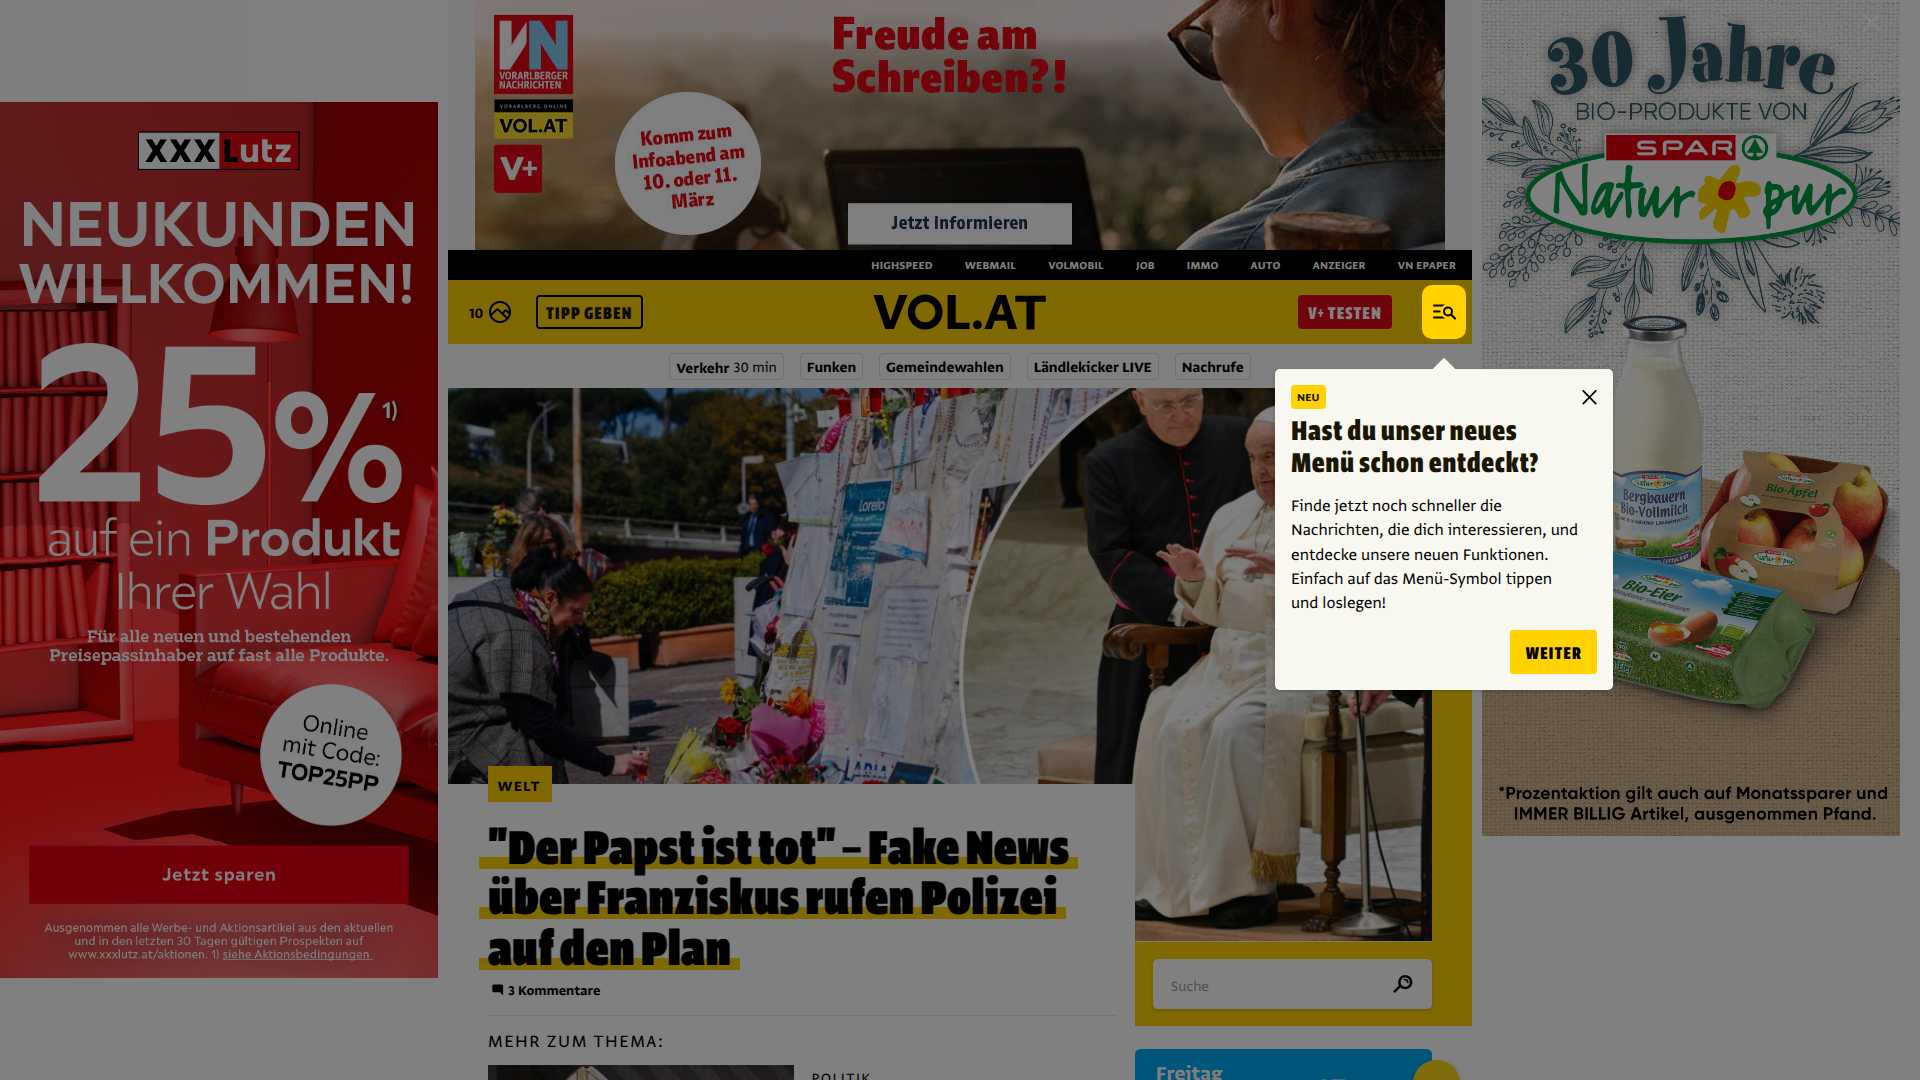 VN
VORARLBERGER
NACHRICHTEN
VORARLBERG ONLINE
VOL.AT
V+
Freude am
Schreiben?!
Komm zum
Infoabend am
10. oder 11.
März
Jetzt informieren
30 Jahre
BIO-PRODUKTE VON
SPAR
Natur pur
XXXLutz
NEUKUNDEN
WILLKOMMEN!
25% 1)
auf ein Produkt
Ihrer Wahl
Für alle neuen und bestehenden
Preisepassinhaber auf fast alle Produkte.
Online
mit Code:
TOP25PP
Jetzt sparen
Ausgenommen alle Werbe- und Aktionsartikel aus den aktuellen
und in den letzten 30 Tagen gültigen Prospekten auf
www.xxxlutz.at/aktionen. 1) siehe Aktionsbedingungen
HIGHSPEED WEBMAIL VOLMOBIL JOB IMMO AUTO ANZEIGER VN EPAPER
10 TIPP GEBEN VOL.AT V+ TESTEN
Verkehr 30 min Funken Gemeindewahlen Ländlekicker LIVE Nachrufe
NEU
Hast du unser neues
Menü schon entdeckt?
Finde jetzt noch schneller die
Nachrichten, die dich interessieren, und
entdecke unsere neuen Funktionen.
Einfach auf das Menü-Symbol tippen
und loslegen!
WEITER
Loreto
ARIA
Bergbauern
Bio-Vollmilch
Bio-Äpfel
Natur pur
Bio-Eier
*Prozentaktion gilt auch auf Monatssparer und
IMMER BILLIG Artikel, ausgenommen Pfand.
WELT
"Der Papst ist tot" – Fake News
über Franziskus rufen Polizei
auf den Plan
3 Kommentare
MEHR ZUM THEMA:
POLITIK
Suche
Freitag